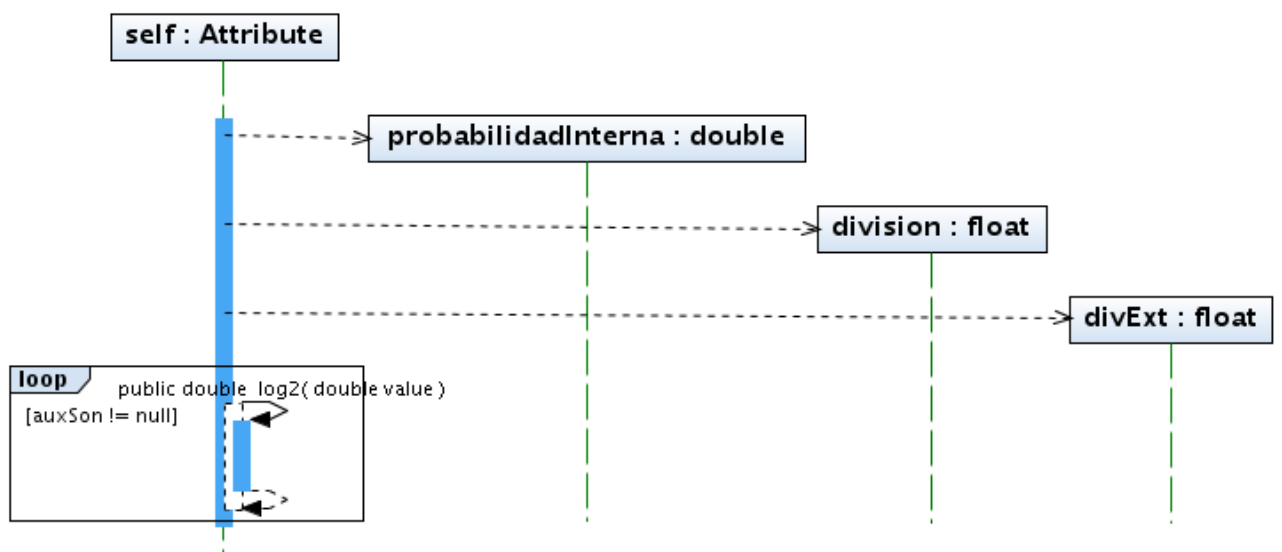 self : Attribute
probabilidadInterna : double
division : float
divExt : float
loop
public double log2( double value )
[auxSon != null]